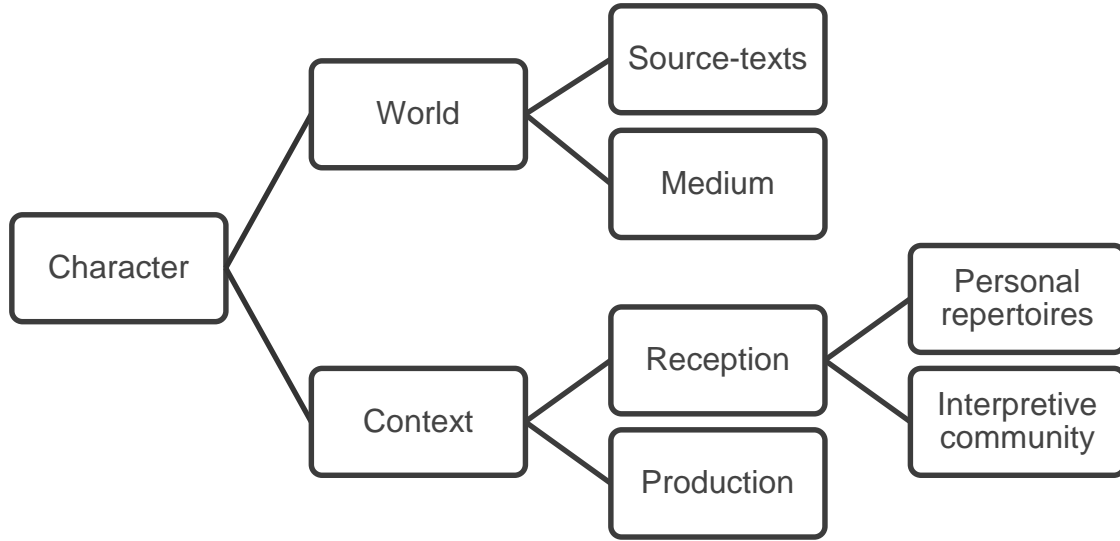 Character
World
Source-texts
Medium
Context
Reception
Personal
repertoires
Interpretive
community
Production